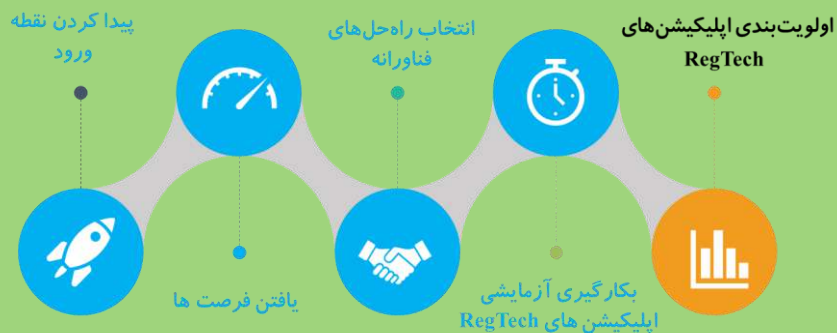 اولویت‌بندی اپلیکیشن‌های
RegTech
انتخاب راه‌حل‌های
فناورانه
پیدا کردن نقطه
ورود
بکارگیری آزمایشی
اپلیکیشن های RegTech
یافتن فرصت ها